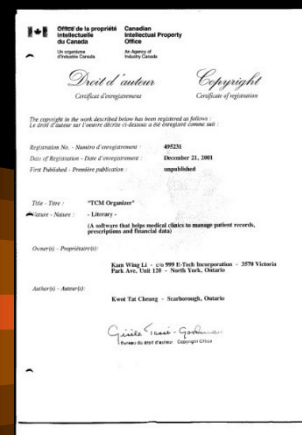 Office de la propriété
intellectuelle
du Canada
Un organisme
d'Industrie Canada
Canadian
Intellectual Property
Office
An Agency of
Industry Canada
Droit d'auteur
Certificat d'enregistrement
Copyright
Certificate of registration
The copyright in the work described below has been registered as follows :
Le droit d'auteur sur l'oeuvre décrite ci-dessous a été enregistré comme suit :
Registration No. - Numéro d'enregistrement : 495231
Date of Registration - Date d'enregistrement : December 21, 2001
First Published - Première publication : unpublished
Title - Titre : "TCM Organizer"
Nature - Nature : - Literary -
(A software that helps medical clinics to manage patient records,
prescriptions and financial data)
Owner(s) - Propriétaire(s):
Kam Wing Li - c/o 999 E-Tech Incorporation - 3570 Victoria
Park Ave, Unit 120 - North York, Ontario
Author(s) - Auteur(s):
Kwot Tat Cheung - Scarborough, Ontario
Bureau du droit d'auteur Copyright Office